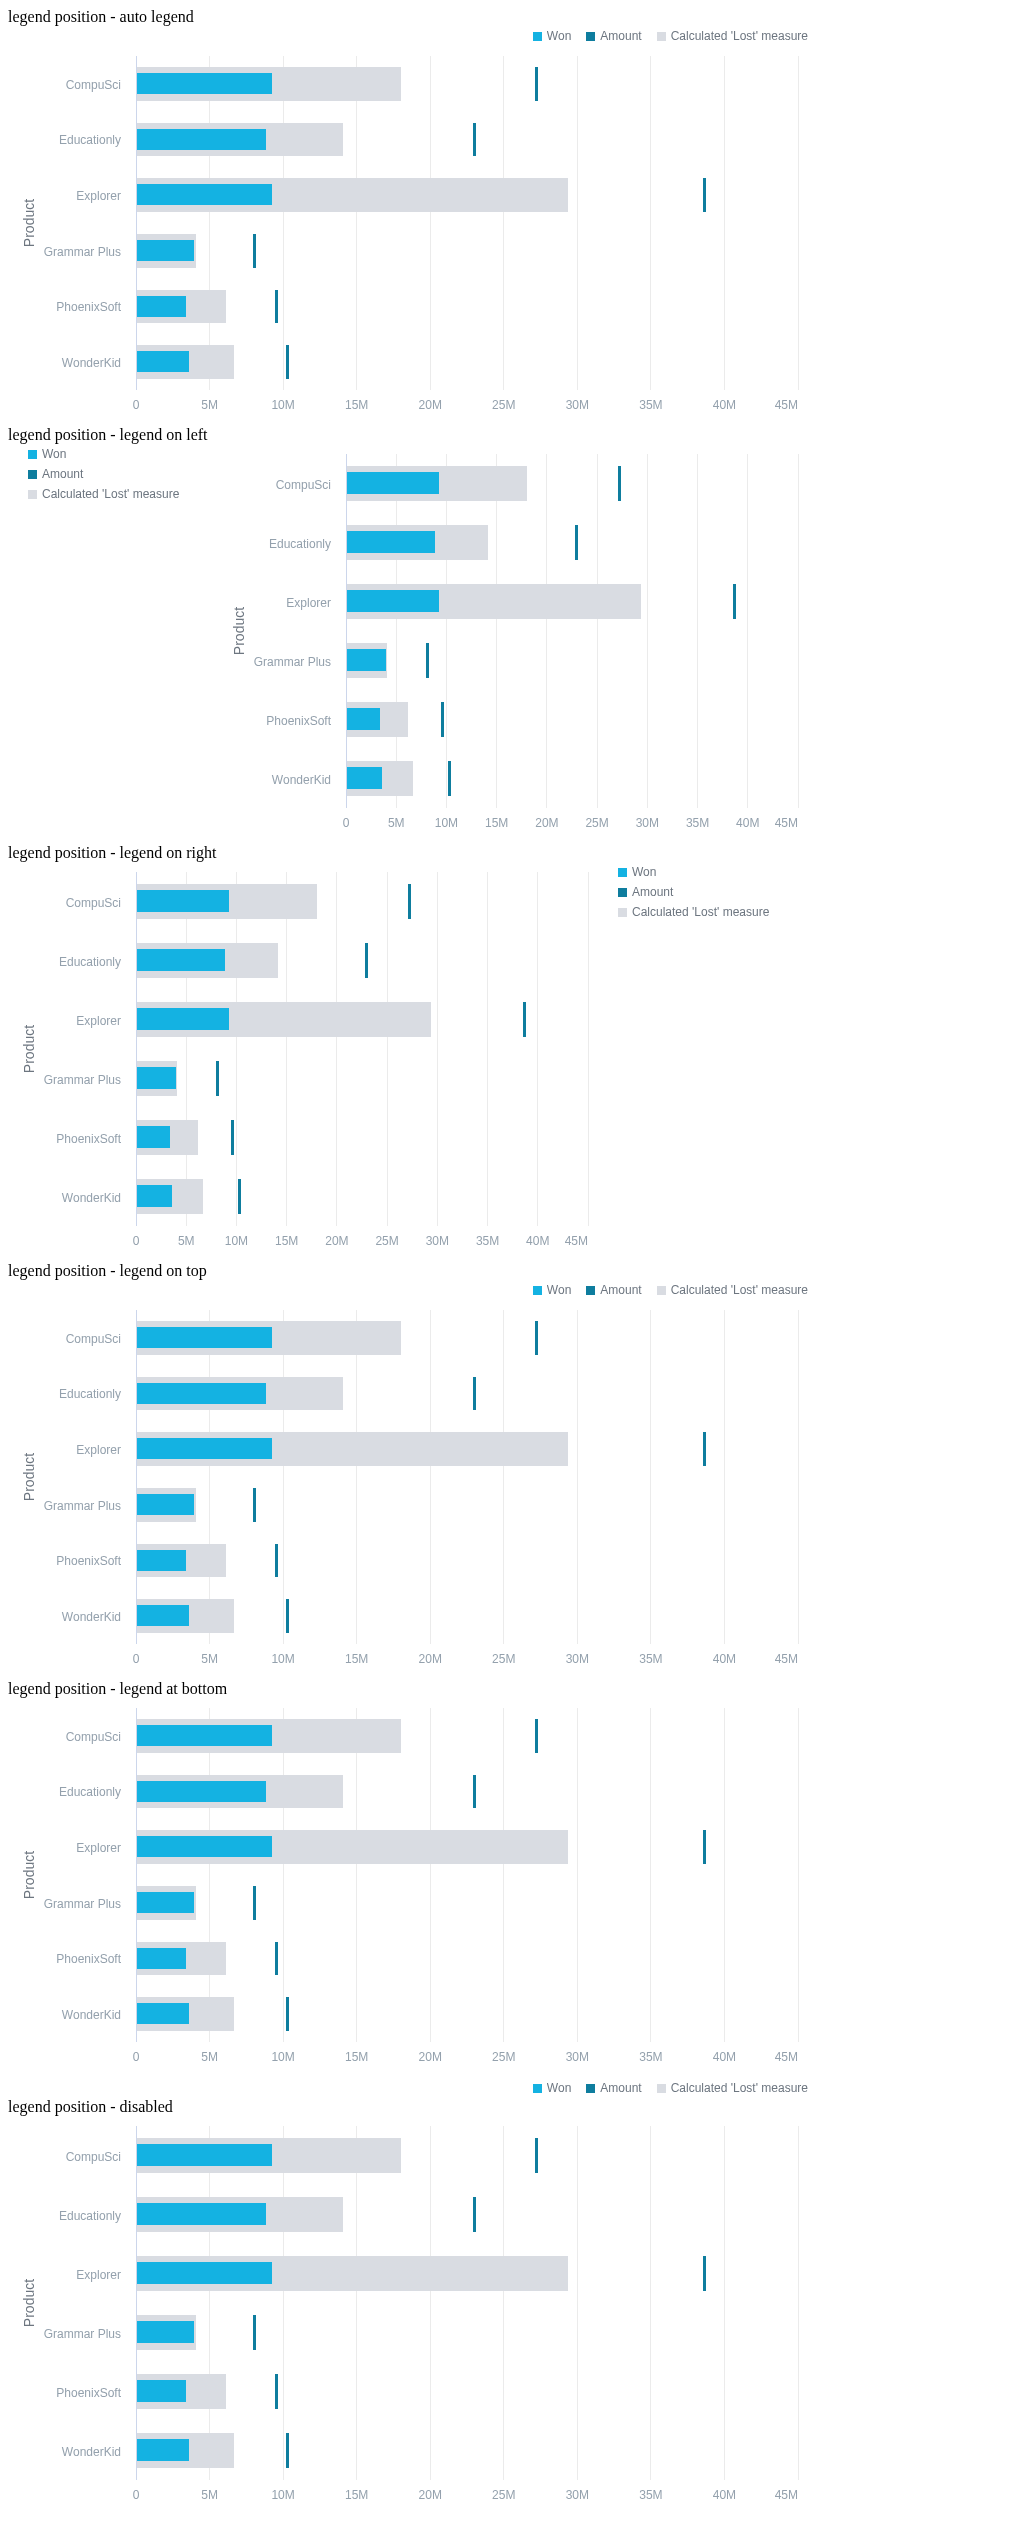 legend position - auto legend
Won Amount Calculated 'Lost' measure
Product
CompuSci
Educationly
Explorer
Grammar Plus
PhoenixSoft
WonderKid
0 5M 10M 15M 20M 25M 30M 35M 40M 45M
legend position - legend on left
Won
Amount
Calculated 'Lost' measure
Product
CompuSci
Educationly
Explorer
Grammar Plus
PhoenixSoft
WonderKid
0 5M 10M 15M 20M 25M 30M 35M 40M 45M
legend position - legend on right
Won
Amount
Calculated 'Lost' measure
Product
CompuSci
Educationly
Explorer
Grammar Plus
PhoenixSoft
WonderKid
0 5M 10M 15M 20M 25M 30M 35M 40M 45M
legend position - legend on top
Won Amount Calculated 'Lost' measure
Product
CompuSci
Educationly
Explorer
Grammar Plus
PhoenixSoft
WonderKid
0 5M 10M 15M 20M 25M 30M 35M 40M 45M
legend position - legend at bottom
Product
CompuSci
Educationly
Explorer
Grammar Plus
PhoenixSoft
WonderKid
0 5M 10M 15M 20M 25M 30M 35M 40M 45M
Won Amount Calculated 'Lost' measure
legend position - disabled
Product
CompuSci
Educationly
Explorer
Grammar Plus
PhoenixSoft
WonderKid
0 5M 10M 15M 20M 25M 30M 35M 40M 45M